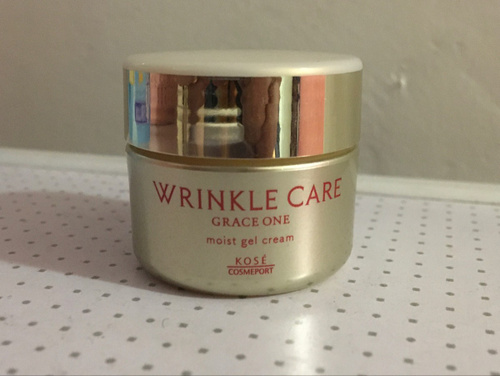 WRINKLE CARE
GRACE ONE
moist gel cream
KOSÉ
COSMEPORT